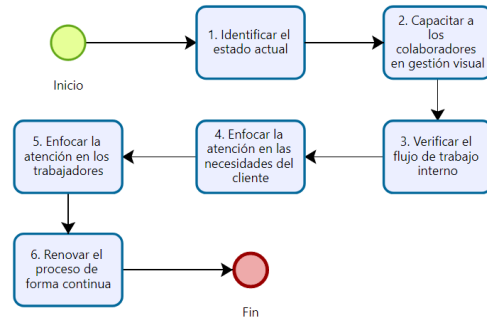 Inicio
1. Identificar el
estado actual
2. Capacitar a
los
colaboradores
en gestión visual
3. Verificar el
flujo de trabajo
interno
4. Enfocar la
atención en las
necesidades del
cliente
5. Enfocar la
atención en los
trabajadores
6. Renovar el
proceso de
forma continua
Fin